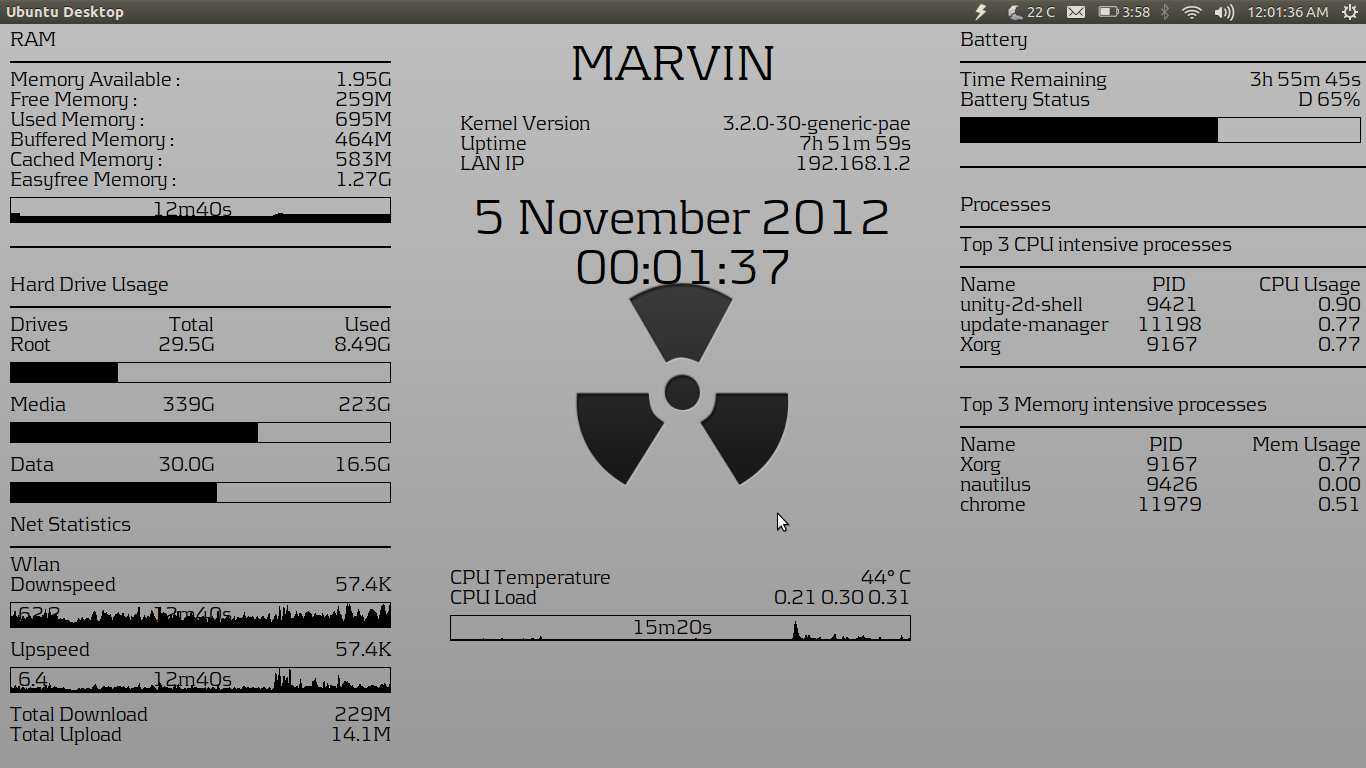 Ubuntu Desktop 22 C 3:58 12:01:36 AM
RAM
Memory Available : 1.95G
Free Memory : 259M
Used Memory : 695M
Buffered Memory : 464M
Cached Memory : 583M
Easyfree Memory : 1.27G
12m40s
Hard Drive Usage
Drives Total Used
Root 29.5G 8.49G
Media 339G 223G
Data 30.0G 16.5G
Net Statistics
Wlan
Downspeed 57.4K
12m40s
Upspeed 57.4K
6.4 12m40s
Total Download 229M
Total Upload 14.1M
MARVIN
Kernel Version 3.2.0-30-generic-pae
Uptime 7h 51m 59s
LAN IP 192.168.1.2
5 November 2012
00:01:37
CPU Temperature 44° C
CPU Load 0.21 0.30 0.31
15m20s
Battery
Time Remaining 3h 55m 45s
Battery Status D 65%
Processes
Top 3 CPU intensive processes
Name PID CPU Usage
unity-2d-shell 9421 0.90
update-manager 11198 0.77
Xorg 9167 0.77
Top 3 Memory intensive processes
Name PID Mem Usage
Xorg 9167 0.77
nautilus 9426 0.00
chrome 11979 0.51